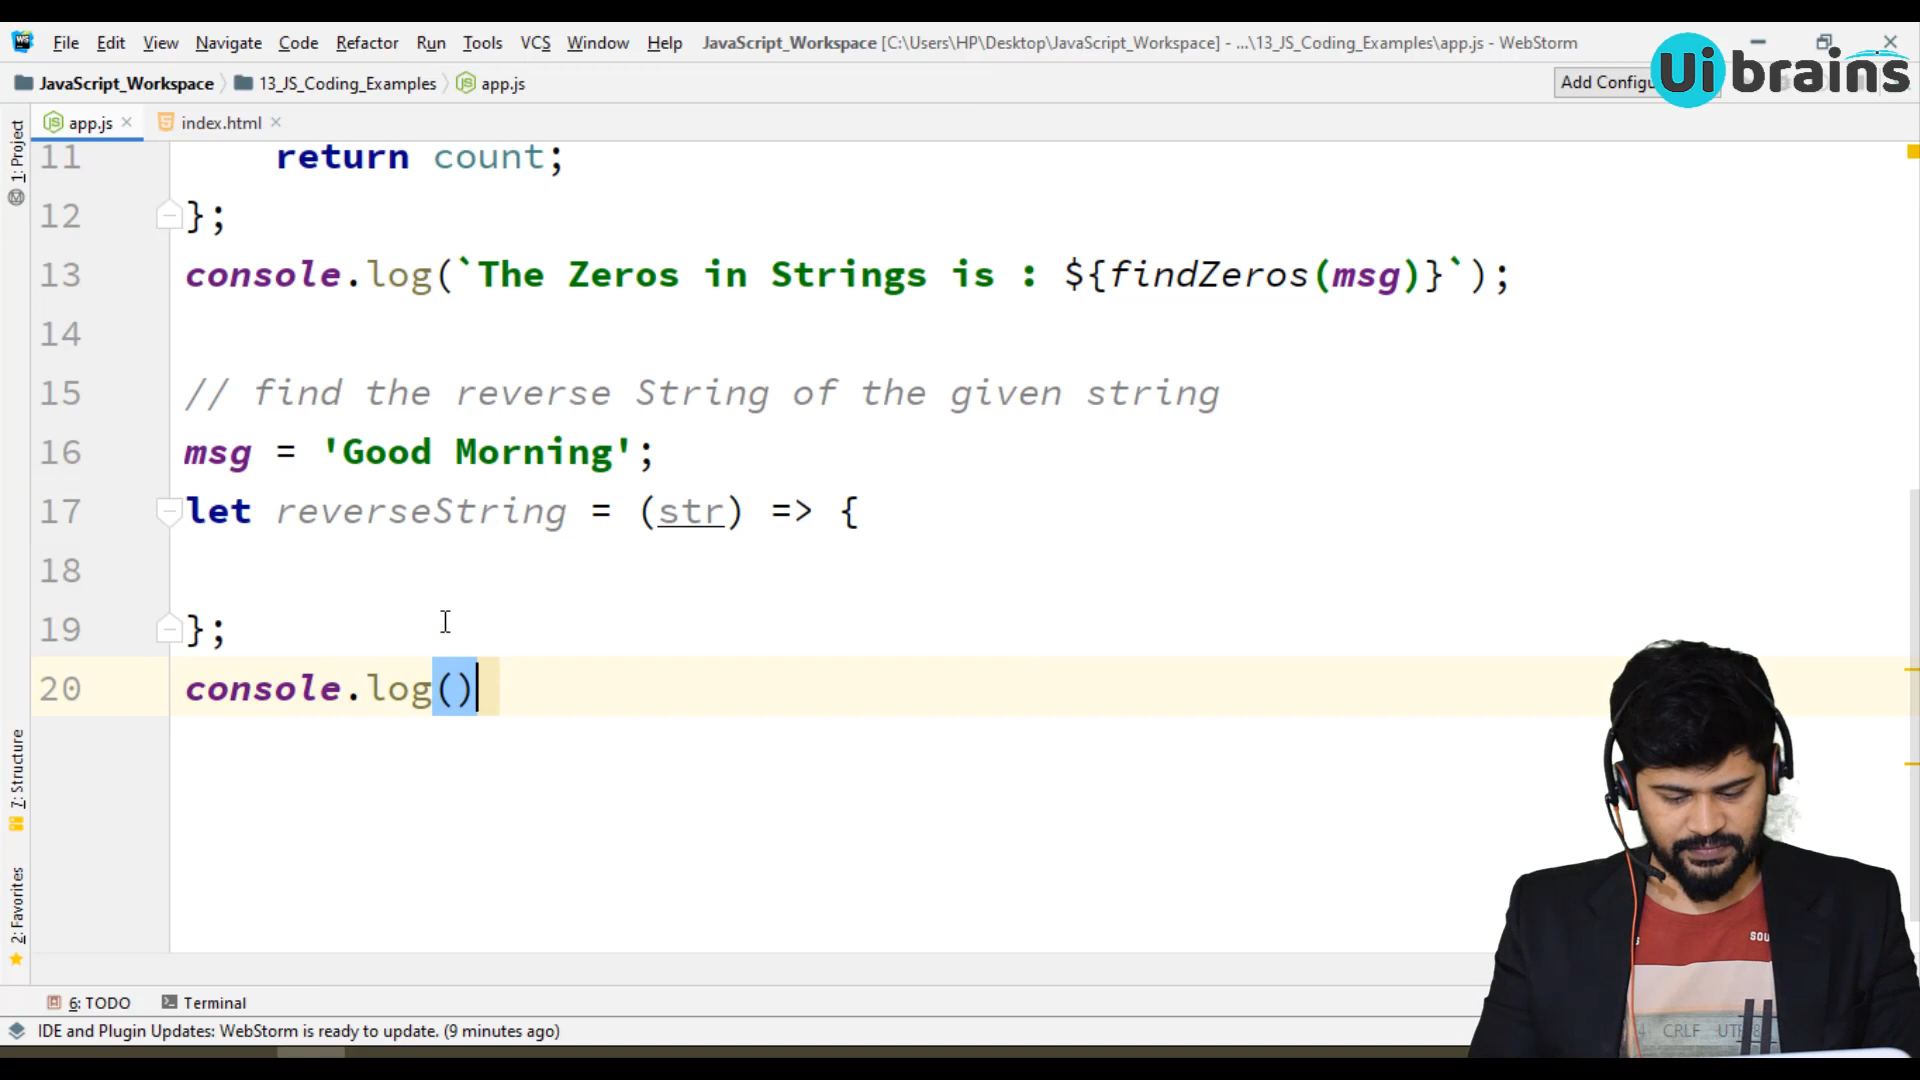 File Edit View Navigate Code Refactor Run Tools VCS Window Help JavaScript_Workspace [C:\Users\HP\Desktop\JavaScript_Workspace] - ...\13_JS_Coding_Examples\app.js - WebStorm
JavaScript_Workspace 13_JS_Coding_Examples app.js Add Configu
Ui brains
app.js index.html
1: Project
11 return count;
12 };
13 console.log(`The Zeros in Strings is : ${findZeros(msg)}`);
14
15 // find the reverse String of the given string
16 msg = 'Good Morning';
17 let reverseString = (str) => {
18
19 };
20 console.log()
7: Structure
2: Favorites
SOU
6: TODO Terminal
IDE and Plugin Updates: WebStorm is ready to update. (9 minutes ago) CRLF